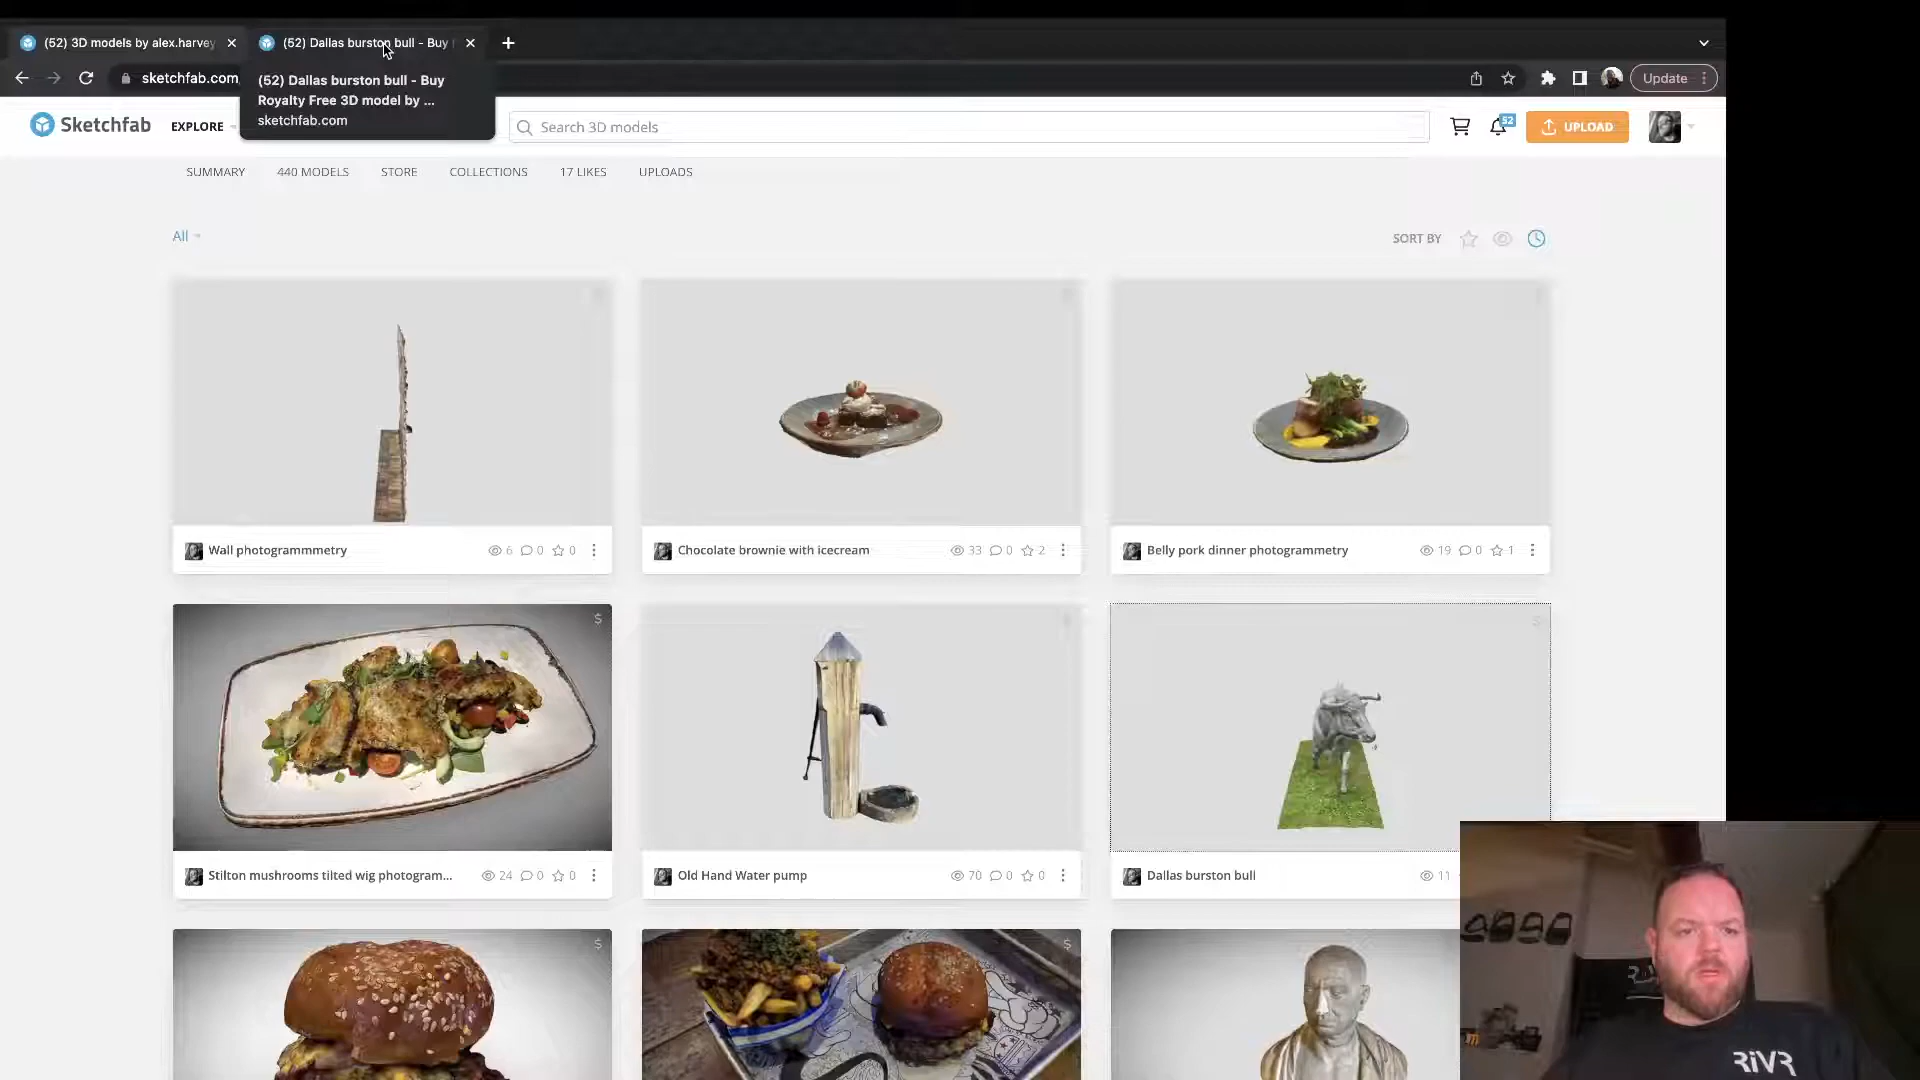 (52) 3D models by alex.harvey
(52) Dallas burston bull - Buy
sketchfab.com
Update
(52) Dallas burston bull - Buy
Royalty Free 3D model by ...
sketchfab.com
Sketchfab
EXPLORE
Search 3D models
52
UPLOAD
SUMMARY
440 MODELS
STORE
COLLECTIONS
17 LIKES
UPLOADS
All
SORT BY
Wall photogrammmetry
6 0 0
Chocolate brownie with icecream
33 0 2
Belly pork dinner photogrammetry
19 0 1
$
Stilton mushrooms tilted wig photogram...
24 0 0
Old Hand Water pump
70 0 0
Dallas burston bull
11
$
$
RiVR